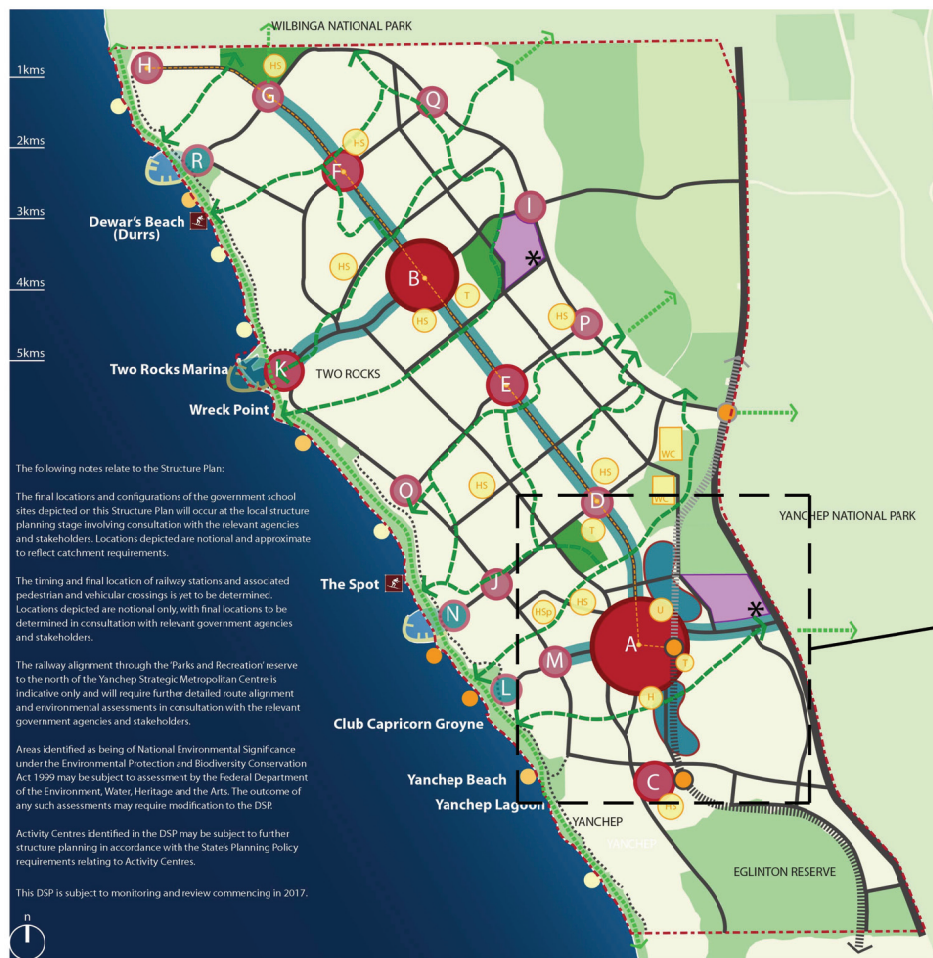 WILBINGA NATIONAL PARK
1kms
H
HS
G
Q
2kms
HS
R
F
3kms
I
Dewar's Beach
(Durrs)
*
HS
B
4kms
T
HS
HS
P
5kms
Two Rocks Marina
K
TWO ROCKS
E
Wreck Point
WC
HS
HS
O
WC
D
T
YANCHEP NATIONAL PARK
The following notes relate to the Structure Plan:
The final locations and configurations of the government school
sites depicted on this Structure Plan will occur at the local structure
planning stage involving consultation with the relevant agencies
and stakeholders. Locations depicted are notional and approximate
to reflect catchment requirements.
The timing and final location of railway stations and associated
pedestrian and vehicular crossings is yet to be determined.
Locations depicted are notional only, with final locations to be
determined in consultation with relevant government agencies
and stakeholders.
The railway alignment through the 'Parks and Recreation' reserve
to the north of the Yanchep Strategic Metropolitan Centre is
indicative only and will require further detailed route alignment
and environmental assessments in consultation with the relevant
government agencies and stakeholders.
Areas identified as being of National Environmental Significance
under the Environmental Protection and Biodiversity Conservation
Act 1999 may be subject to assessment by the Federal Department
of the Environment, Water, Heritage and the Arts. The outcome of
any such assessments may require modification to the DSP.
Activity Centres identified in the DSP may be subject to further
structure planning in accordance with the States Planning Policy
requirements relating to Activity Centres.
This DSP is subject to monitoring and review commencing in 2017.
The Spot
J
HS
HSp
N
U
*
A
M
T
L
H
Club Capricorn Groyne
Yanchep Beach
C
Yanchep Lagoon
HS
YANCHEP
YANCHEP
EGLINTON RESERVE
n